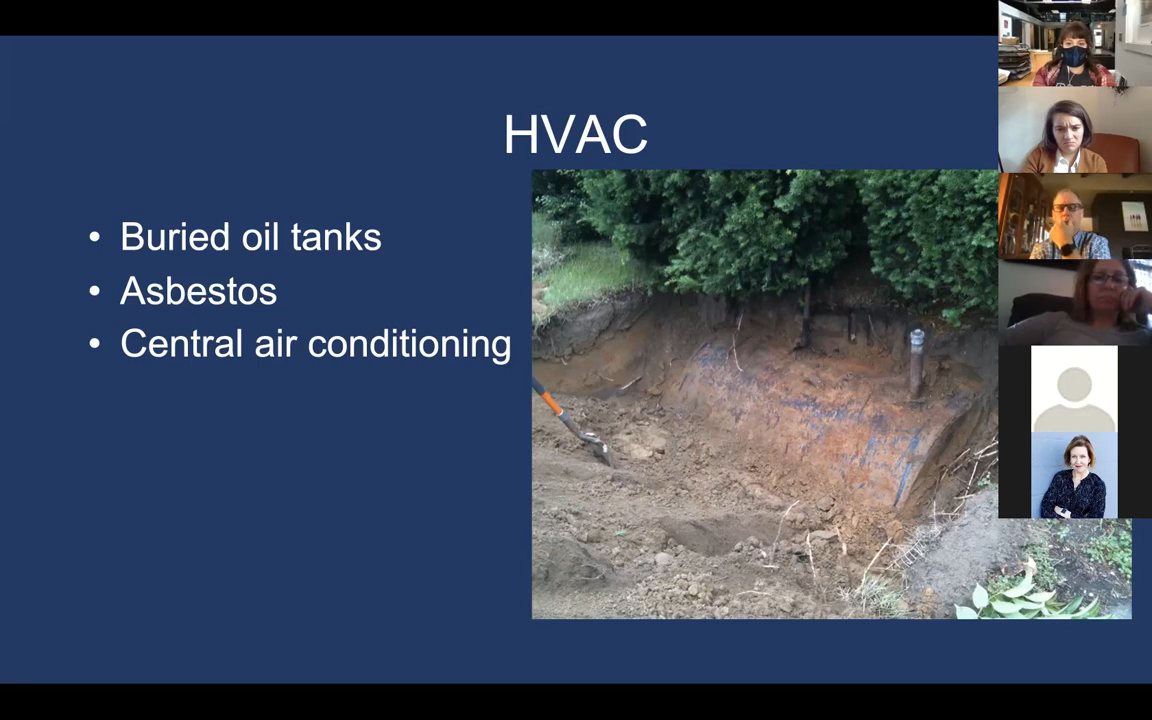 HVAC
• Buried oil tanks
• Asbestos
• Central air conditioning